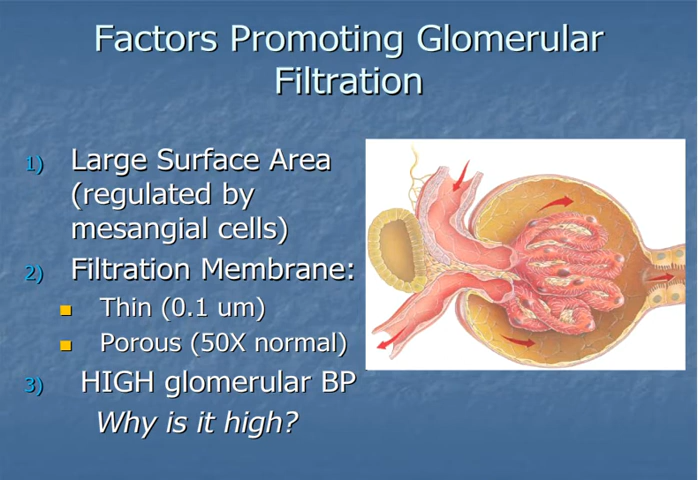 Factors Promoting Glomerular
Filtration
1) Large Surface Area
(regulated by
mesangial cells)
2) Filtration Membrane:
Thin (0.1 um)
Porous (50X normal)
3) HIGH glomerular BP
Why is it high?